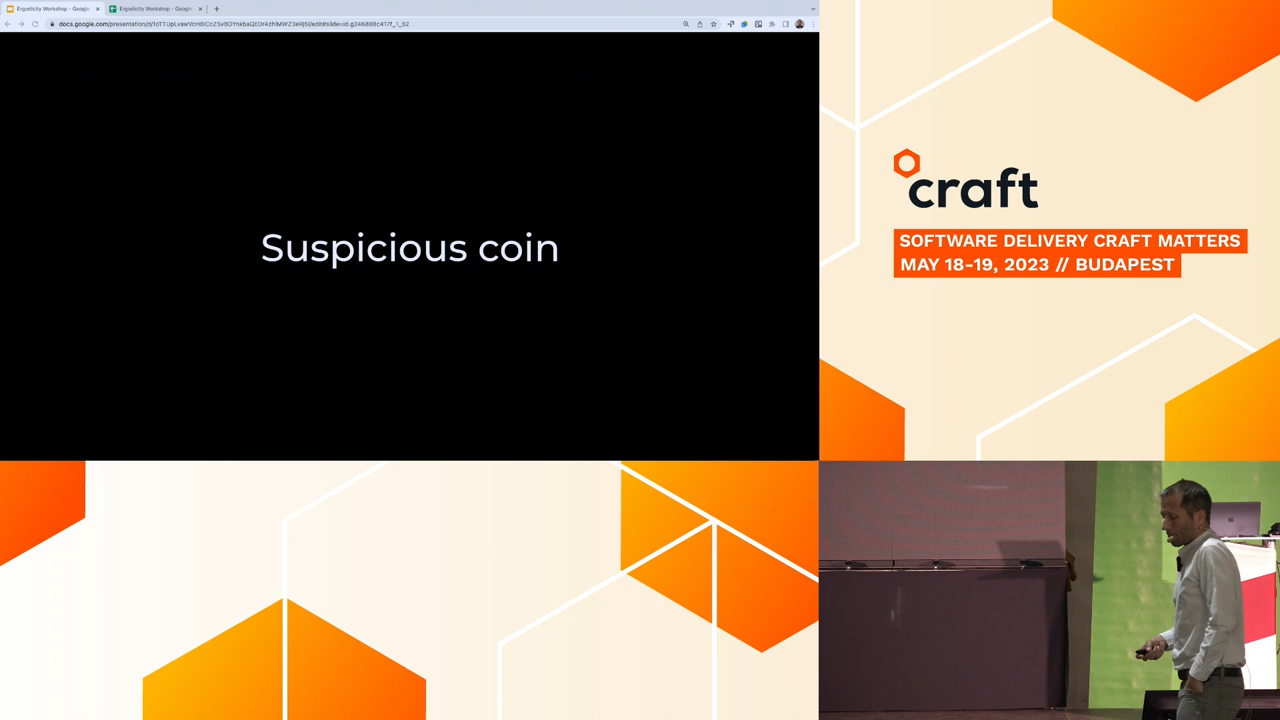 Ergodicity Workshop - Google
Ergodicity Workshop - Google
Suspicious coin
craft
SOFTWARE DELIVERY CRAFT MATTERS
MAY 18-19, 2023 // BUDAPEST